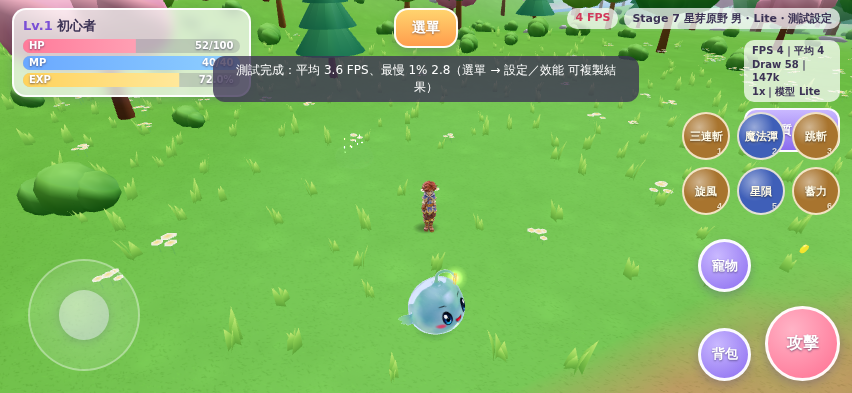 Lv.1 初心者
HP 52/100
MP 40/40
EXP 72
選單
4 FPS
Stage 7 星芽原野 男・Lite・測試設定
測試完成：平均 3.6 FPS、最慢 1% 2.8（選單 → 設定／效能 可複製結
果）
FPS 4｜平均 4
Draw 58｜
147k
1x｜模型 Lite
三連斬 1
魔法彈 2
跳斬 3
旋風 4
星隕 5
蓄力 6
寵物
攻擊
背包